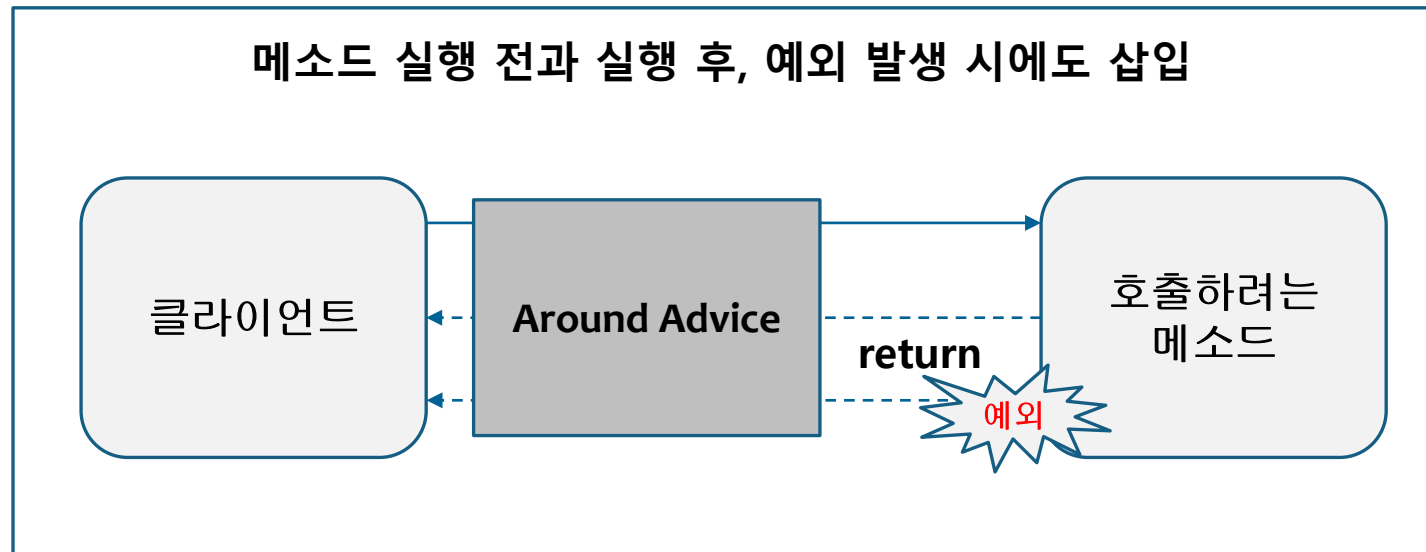 메소드 실행 전과 실행 후, 예외 발생 시에도 삽입
클라이언트
Around Advice
호출하려는
메소드
return
예외